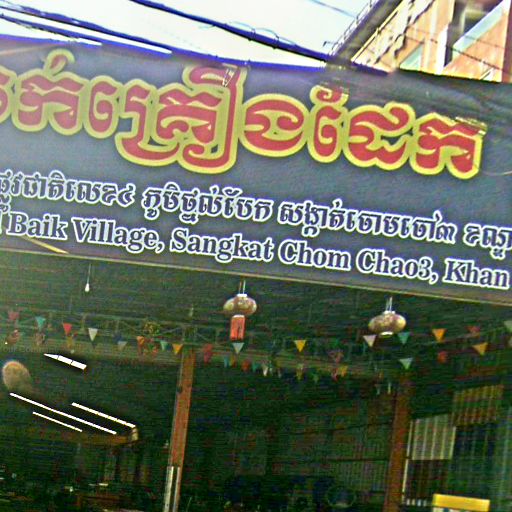 ក់គ្រឿងដែក
ផ្លូវជាតិលេខ៤ ភូមិថ្នល់បែក សង្កាត់ចោមចៅ៣ ខណ្ឌ
Baik Village, Sangkat Chom Chao3, Khan